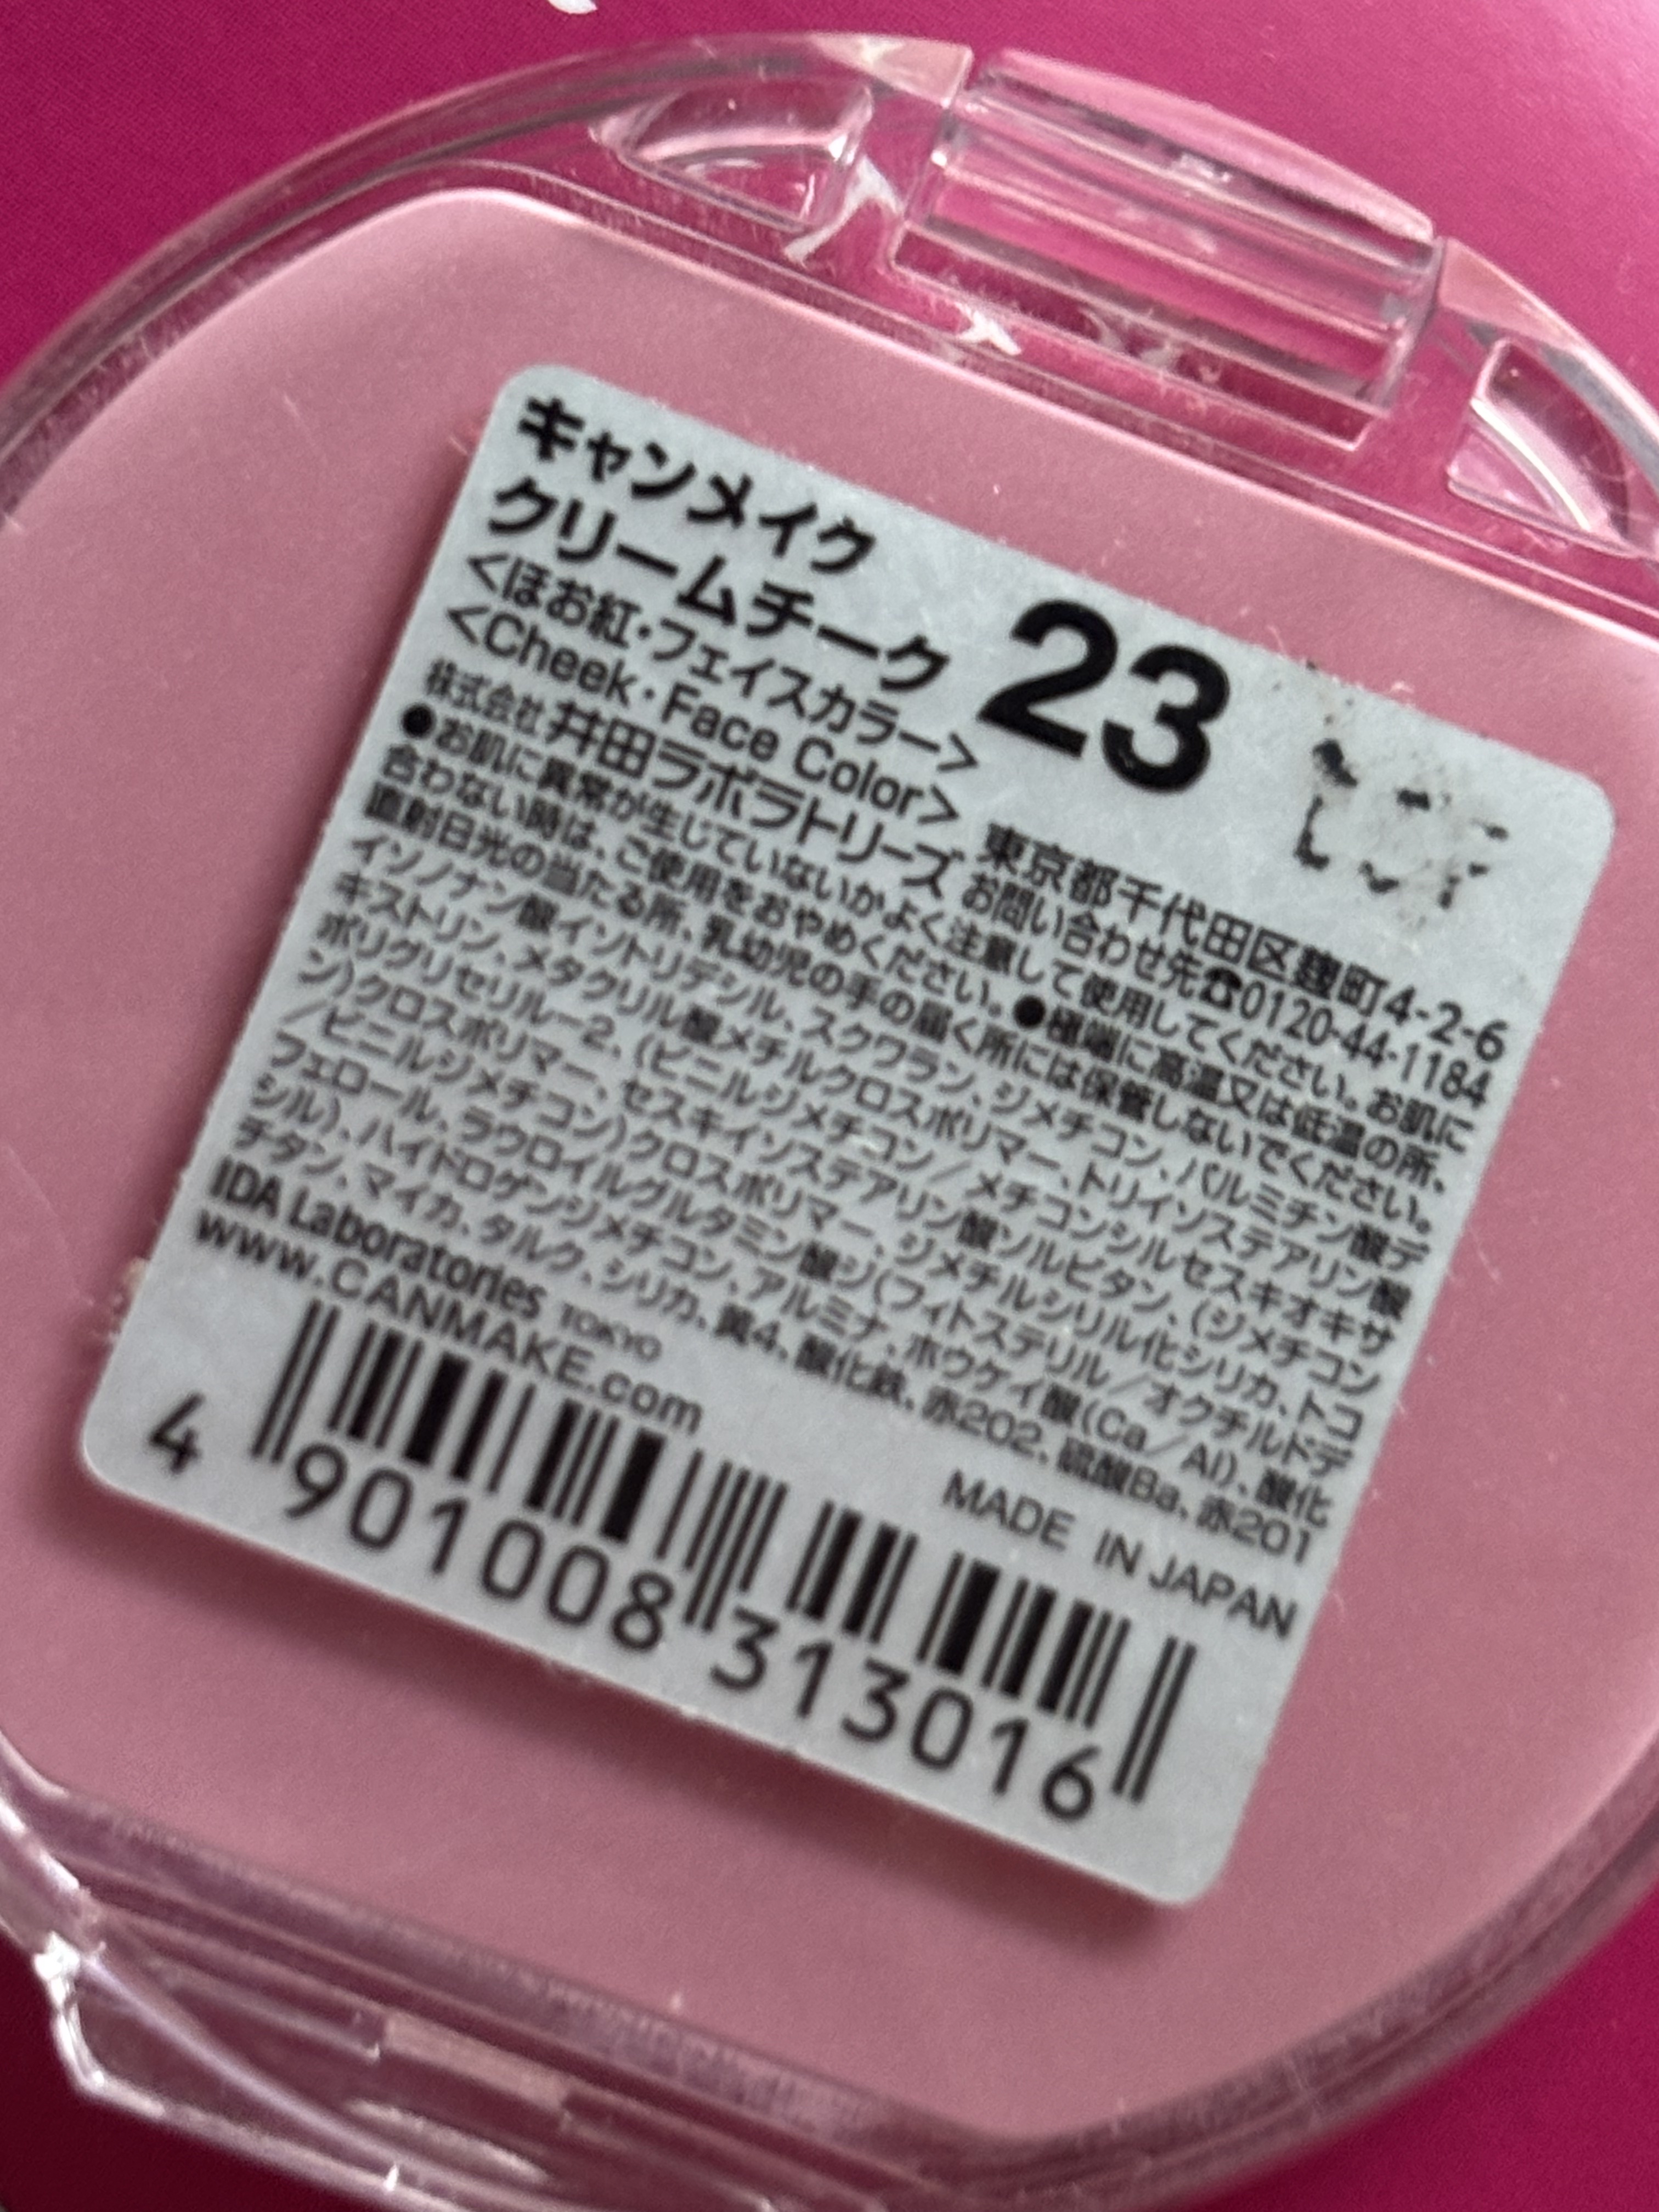 キャンメイク
クリームチーク
<ほお紅・フェイスカラー>
<Cheek・Face Color>
23
株式会社 井田ラボラトリーズ 東京都千代田区麹町4-2-6
お問い合わせ先☎0120-44-1184
●お肌に異常が生じていないかよく注意して使用してください。お肌に
合わない時は、ご使用をおやめください。●極端に高温又は低温の所、
直射日光の当たる所、乳幼児の手の届く所には保管しないでください。
イソノナン酸イソトリデシル、スクワラン、ジメチコン、パルミチン酸デ
キストリン、メタクリル酸メチルクロスポリマー、トリイソステアリン酸
ポリグリセリル-2、(ビニルジメチコン/メチコンシルセスキオキサ
ン)クロスポリマー、セスキイソステアリン酸ソルビタン、(ジメチコン
/ビニルジメチコン)クロスポリマー、ジメチルシリル化シリカ、トコ
フェロール、ラウロイルグルタミン酸ジ(フィトステリル/オクチルドデ
シル)、ハイドロゲンジメチコン、アルミナ、ホウケイ酸(Ca/Al)、酸化
チタン、マイカ、タルク、シリカ、黄4、酸化鉄、赤202、硫酸Ba、赤201
IDA Laboratories TOKYO
www.CANMAKE.com
MADE IN JAPAN
4 901008 313016